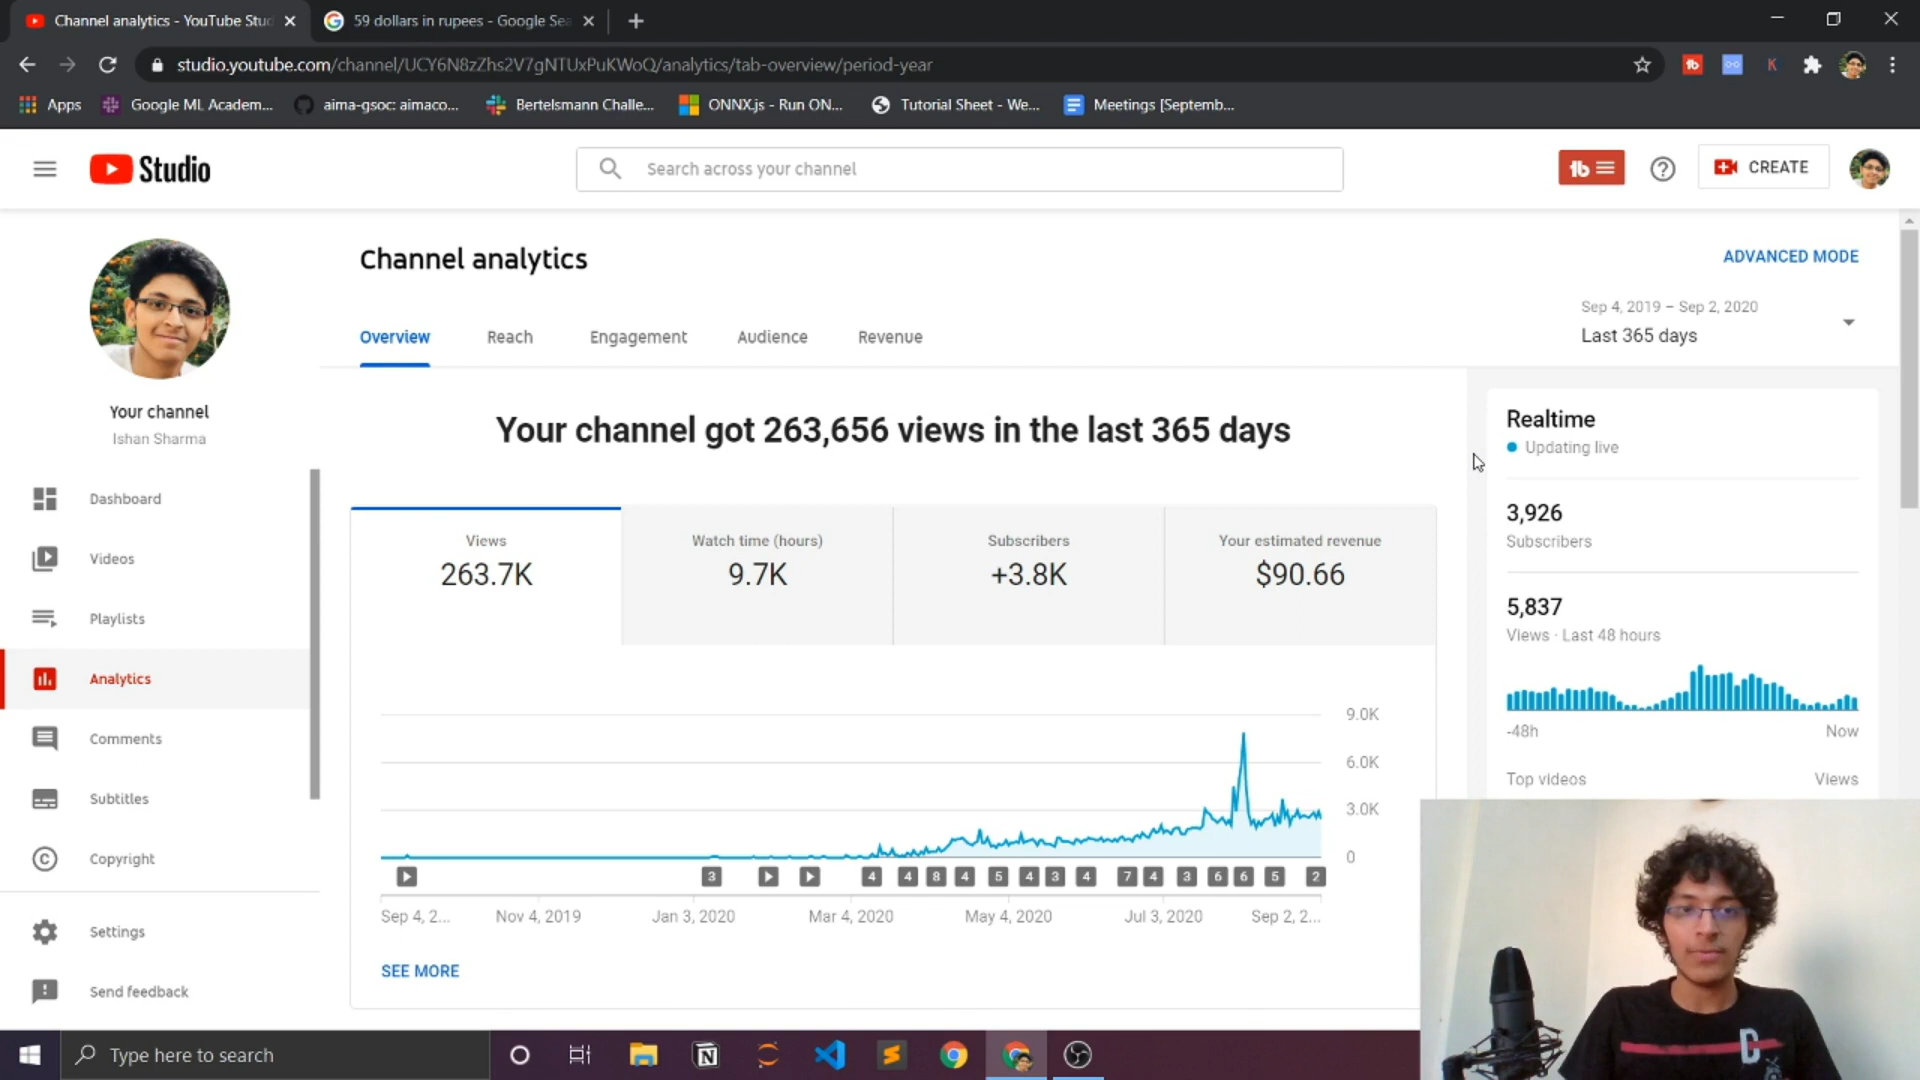 Channel analytics - YouTube Stud
59 dollars in rupees - Google Sea
studio.youtube.com/channel/UCY6N8zZhs2V7gNTUxPuKWoQ/analytics/tab-overview/period-year
Apps
Google ML Academ...
aima-gsoc: aimaco...
Bertelsmann Challe...
ONNX.js - Run ON...
Tutorial Sheet - We...
Meetings [Septemb...
Studio
Search across your channel
CREATE
Your channel
Ishan Sharma
Dashboard
Videos
Playlists
Analytics
Comments
Subtitles
Copyright
Settings
Send feedback
Channel analytics
ADVANCED MODE
Overview
Reach
Engagement
Audience
Revenue
Sep 4, 2019 – Sep 2, 2020
Last 365 days
Your channel got 263,656 views in the last 365 days
Views
263.7K
Watch time (hours)
9.7K
Subscribers
+3.8K
Your estimated revenue
$90.66
9.0K
6.0K
3.0K
0
3 4 4 8 4 5 4 3 4 7 4 3 6 6 5 2
Sep 4, 2...
Nov 4, 2019
Jan 3, 2020
Mar 4, 2020
May 4, 2020
Jul 3, 2020
Sep 2, 2...
SEE MORE
Realtime
Updating live
3,926
Subscribers
5,837
Views · Last 48 hours
-48h
Now
Top videos
Views
Type here to search